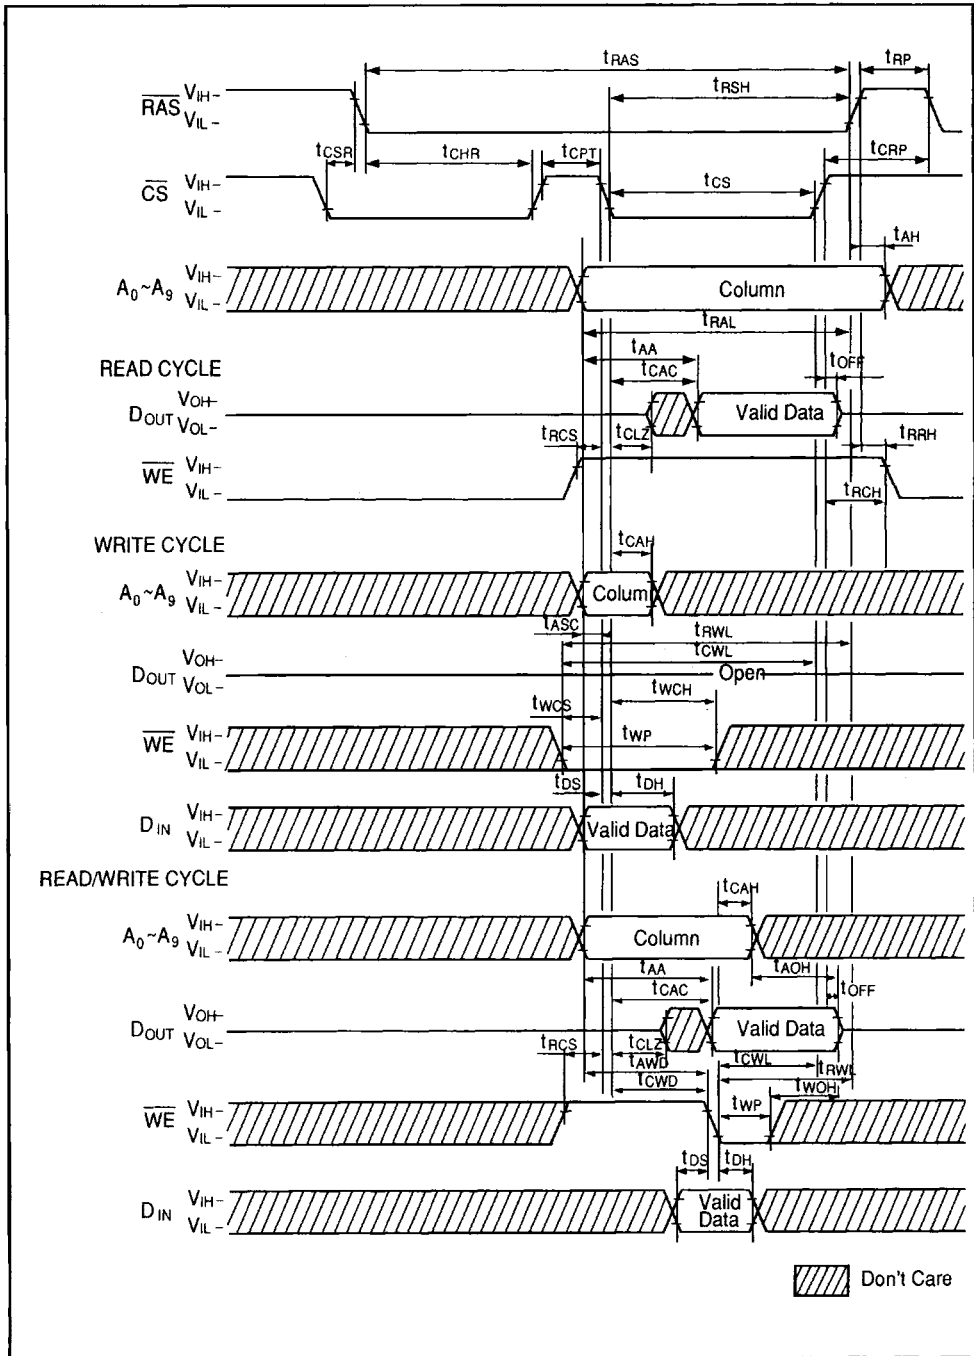 tRAS tRP
tRSH
RAS VIH-
VIL-
tCSR tCHR tCPT tCRP
CS VIH-
VIL-
tCS
tAH
A0~A9 VIH-
VIL-
Column
tRAL
tAA
READ CYCLE
tCAC tOFF
DOUT VOH-
VOL-
Valid Data
tRCS tCLZ tRRH
WE VIH-
VIL-
tRCH
WRITE CYCLE
tCAH
A0~A9 VIH-
VIL-
Colum
tASC tRWL
tCWL
DOUT VOH-
VOL-
Open
tWCS tWCH
WE VIH-
VIL-
tWP
tDS tDH
DIN VIH-
VIL-
Valid Data
READ/WRITE CYCLE
tCAH
A0~A9 VIH-
VIL-
Column
tAA tAOH
tCAC tOFF
DOUT VOH-
VOL-
Valid Data
tRCS tCLZ tCWL
tAWD tRWL
tCWD tWOH
WE VIH-
VIL-
tWP
tDS tDH
DIN VIH-
VIL-
Valid
Data
Don't Care